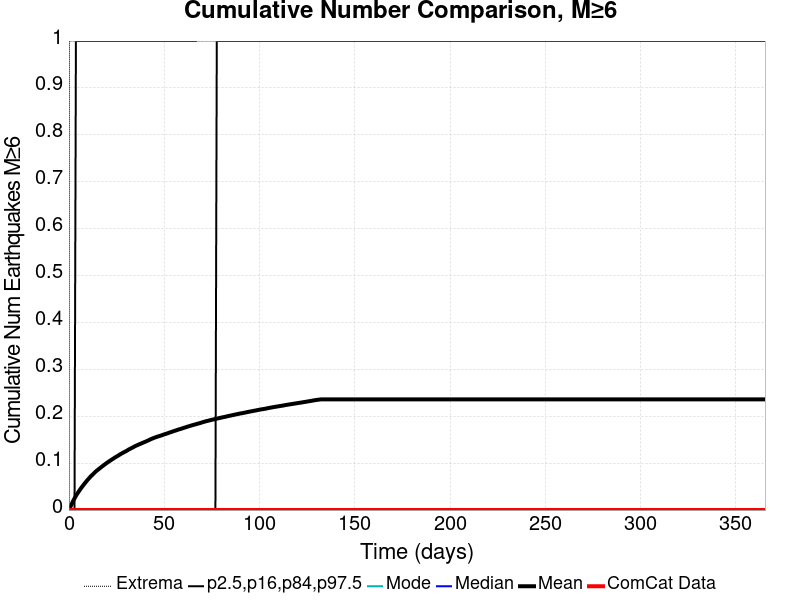 Cumulative Number Comparison, M≥6
Cumulative Num Earthquakes M≥6
1
0.9
0.8
0.7
0.6
0.5
0.4
0.3
0.2
0.1
0
0 50 100 150 200 250 300 350
Time (days)
Extrema p2.5,p16,p84,p97.5 Mode Median Mean ComCat Data